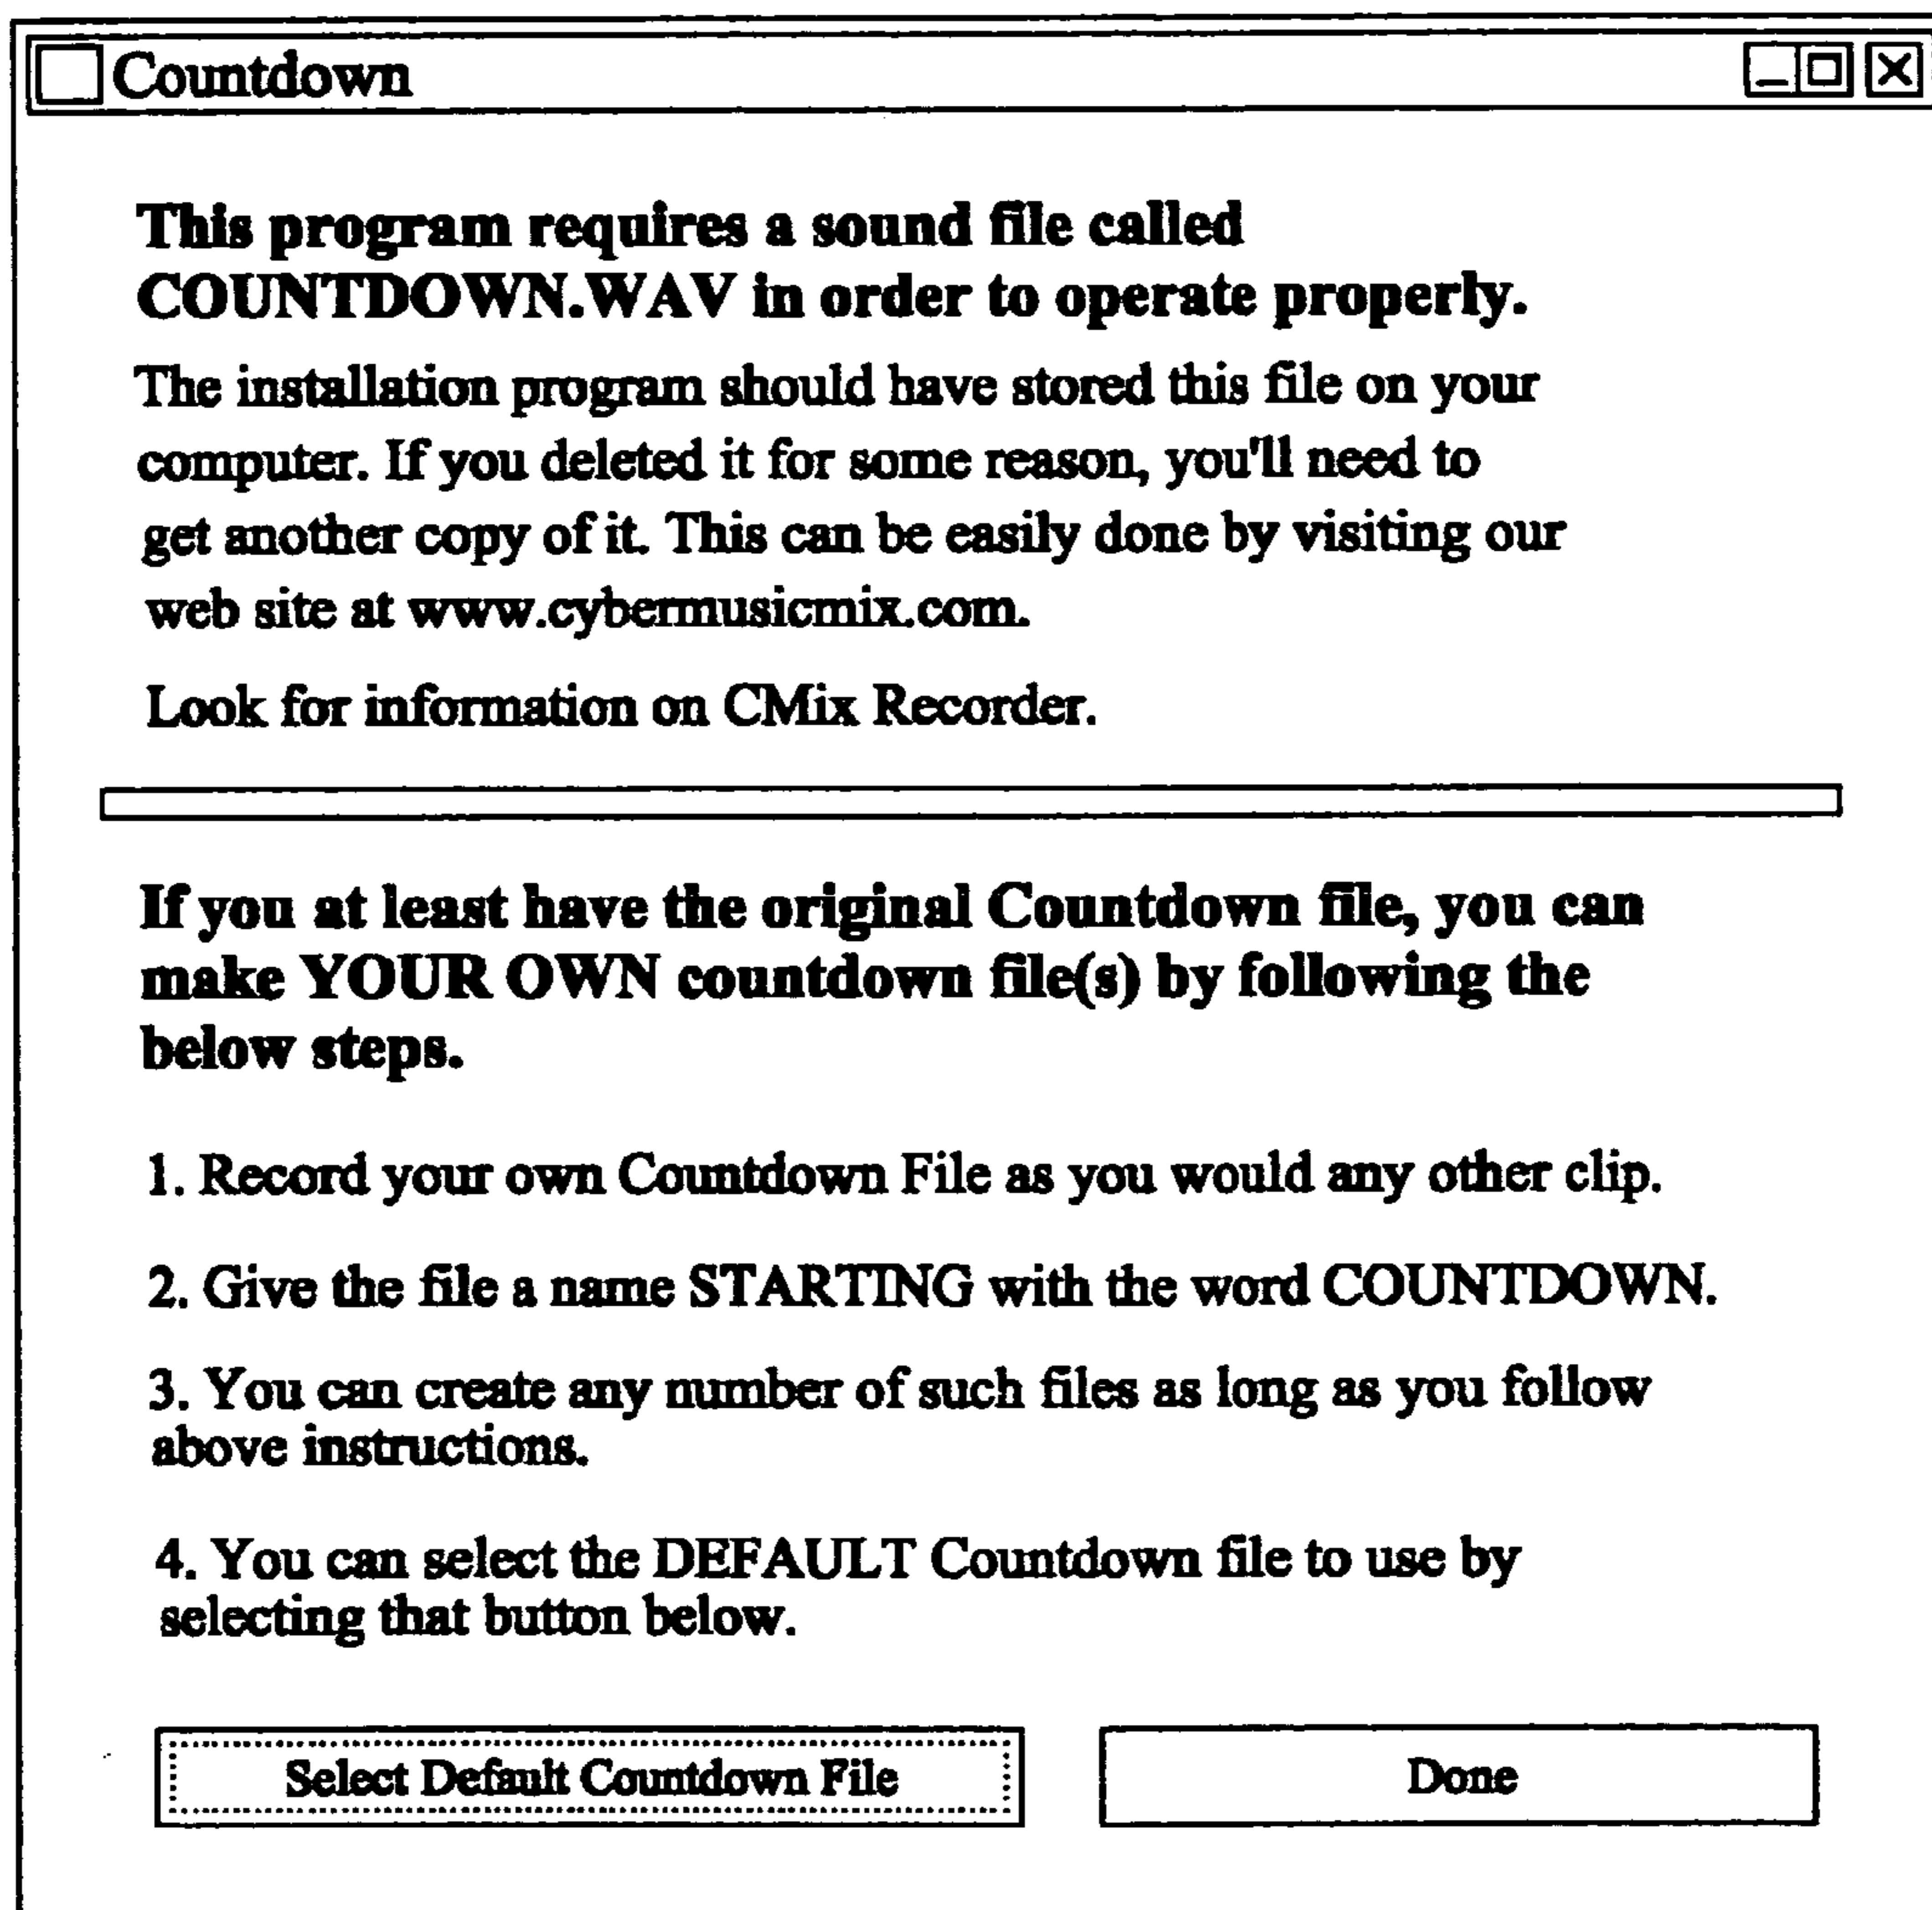 Countdown
This program requires a sound file called
COUNTDOWN.WAV in order to operate properly.
The installation program should have stored this file on your
computer. If you deleted it for some reason, you'll need to
get another copy of it. This can be easily done by visiting our
web site at www.cybermusicmix.com.
Look for information on CMix Recorder.
If you at least have the original Countdown file, you can
make YOUR OWN countdown file(s) by following the
below steps.
1. Record your own Countdown File as you would any other clip.
2. Give the file a name STARTING with the word COUNTDOWN.
3. You can create any number of such files as long as you follow
above instructions.
4. You can select the DEFAULT Countdown file to use by
selecting that button below.
Select Default Countdown File
Done